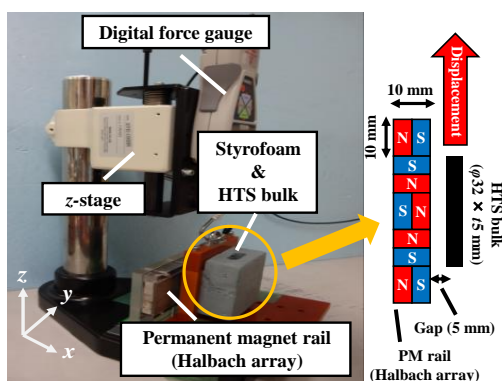 Digital force gauge
Styrofoam
&
HTS bulk
z-stage
Permanent magnet rail
(Halbach array)
z
y
x
10 mm
10 mm
Displacement
N S
S
N
S N
N
S
N S
HTS bulk
(φ32 × t5 mm)
Gap (5 mm)
PM rail
(Halbach array)